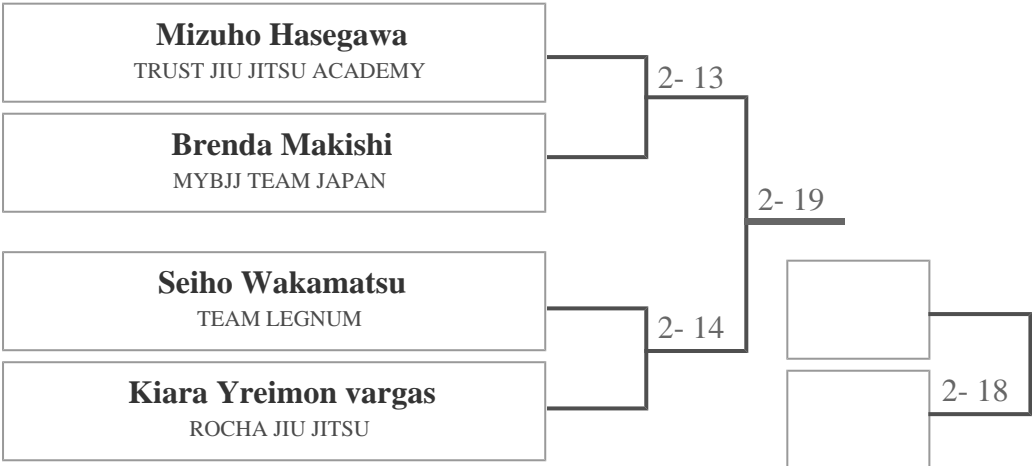 Mizuho Hasegawa
TRUST JIU JITSU ACADEMY
2- 13
Brenda Makishi
MYBJJ TEAM JAPAN
2- 19
Seiho Wakamatsu
TEAM LEGNUM
2- 14
Kiara Yreimon vargas
ROCHA JIU JITSU
2- 18